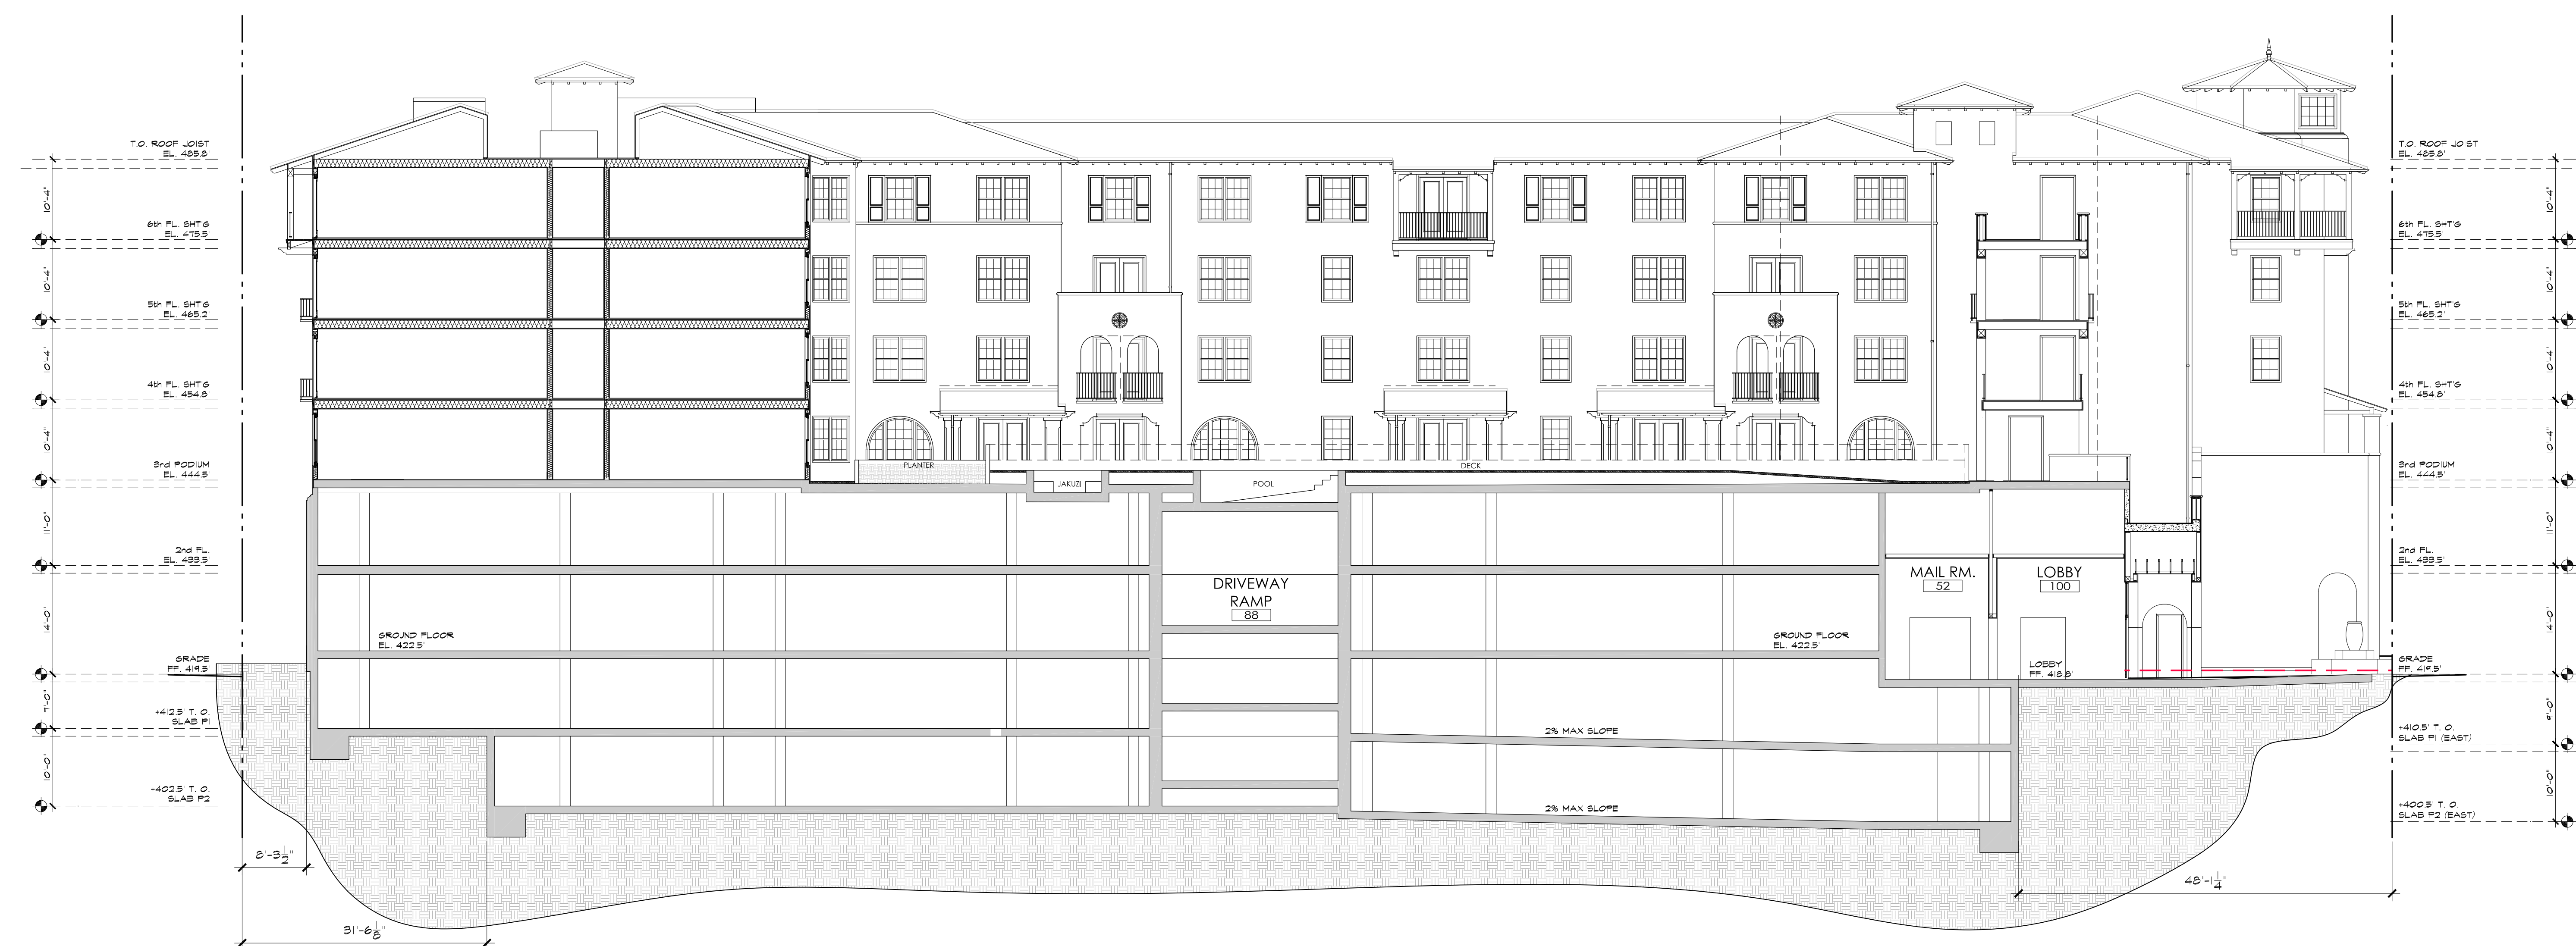 T.O. ROOF JOIST
EL. 485.8'
10'-4"
6th FL. SHT'G
EL. 475.5'
10'-4"
5th FL. SHT'G
EL. 465.2'
10'-4"
4th FL. SHT'G
EL. 454.8'
10'-4"
3rd PODIUM
EL. 444.5'
11'-0"
2nd FL.
EL. 433.5'
14'-0"
GRADE
FF. 419.5'
7'-0"
+412.5' T. O.
SLAB P1
10'-0"
+402.5' T. O.
SLAB P2
8'-3 1/2"
31'-6 1/8"
PLANTER
JAKUZI
POOL
DECK
DRIVEWAY
RAMP
88
GROUND FLOOR
EL. 422.5'
GROUND FLOOR
EL. 422.5'
MAIL RM.
52
LOBBY
100
LOBBY
FF. 418.8'
2% MAX SLOPE
2% MAX SLOPE
48'-1 1/4"
T.O. ROOF JOIST
EL. 485.8'
10'-4"
6th FL. SHT'G
EL. 475.5'
10'-4"
5th FL. SHT'G
EL. 465.2'
10'-4"
4th FL. SHT'G
EL. 454.8'
10'-4"
3rd PODIUM
EL. 444.5'
11'-0"
2nd FL.
EL. 433.5'
14'-0"
GRADE
FF. 419.5'
9'-0"
+410.5' T. O.
SLAB P1 (EAST)
10'-0"
+400.5' T. O.
SLAB P2 (EAST)